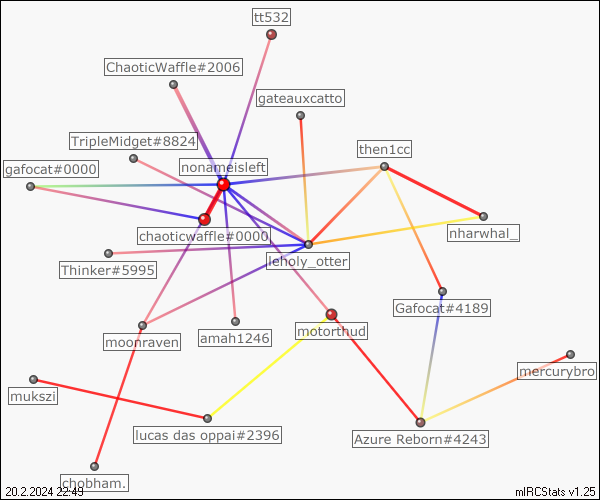 tt532
ChaoticWaffle#2006
gateauxcatto
TripleMidget#8824
then1cc
gafocat#0000
nonameisleft
chaoticwaffle#0000
nharwhal_
leholy_otter
Thinker#5995
Gafocat#4189
amah1246
motorthud
moonraven
mercurybro
mukszi
lucas das oppai#2396
Azure Reborn#4243
chobham.
20.2.2024 22:49
mIRCStats v1.25